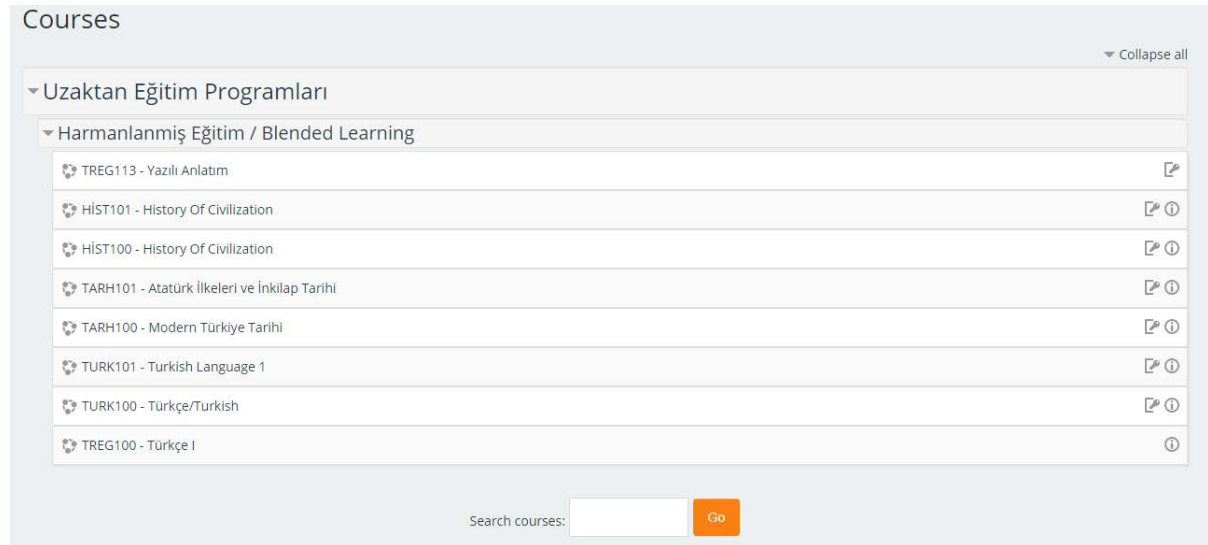 Courses
Collapse all
Uzaktan Eğitim Programları
Harmanlanmiş Eğitim / Blended Learning
TREG113 - Yazılı Anlatım
HİST101 - History Of Civilization
HİST100 - History Of Civilization
TARH101 - Atatürk İlkeleri ve İnkilap Tarihi
TARH100 - Modern Türkiye Tarihi
TURK101 - Turkish Language 1
TURK100 - Türkçe/Turkish
TREG100 - Türkçe I
Search courses: Go